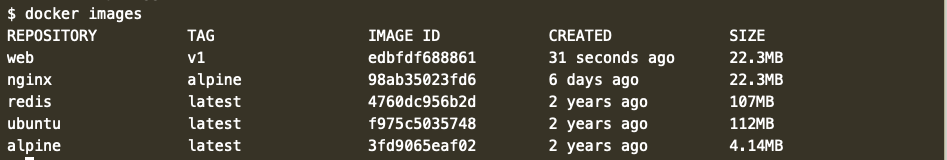 $ docker images
REPOSITORY TAG IMAGE ID CREATED SIZE
web v1 edbfdf688861 31 seconds ago 22.3MB
nginx alpine 98ab35023fd6 6 days ago 22.3MB
redis latest 4760dc956b2d 2 years ago 107MB
ubuntu latest f975c5035748 2 years ago 112MB
alpine latest 3fd9065eaf02 2 years ago 4.14MB